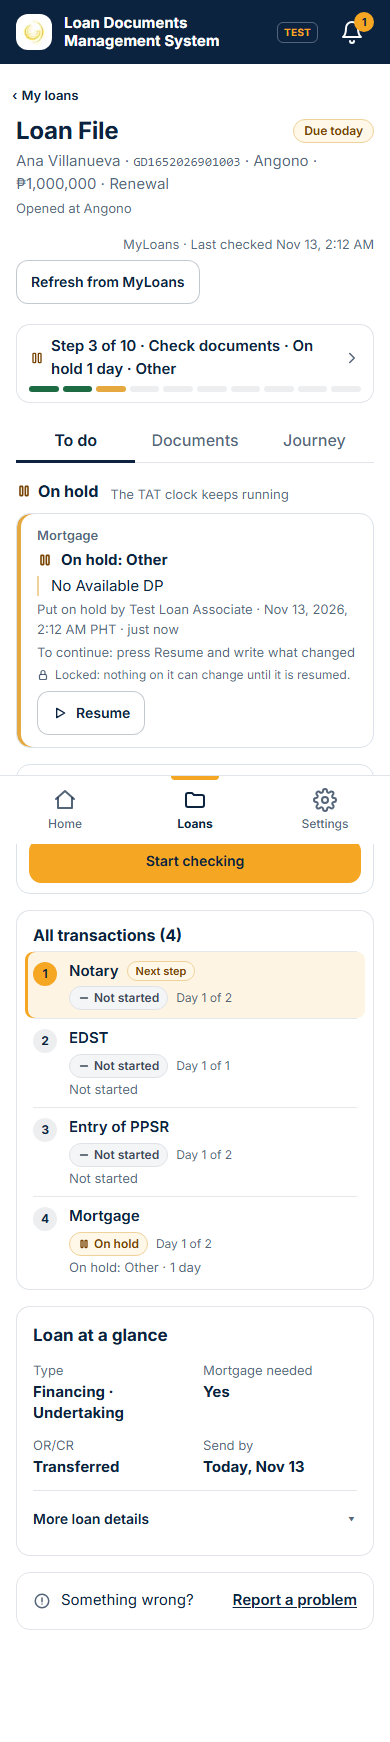 Loan Documents
Management System
TEST
1
‹ My loans
Loan File
Due today
Ana Villanueva · GD1652026901003 · Angono ·
₱1,000,000 · Renewal
Opened at Angono
MyLoans · Last checked Nov 13, 2:12 AM
Refresh from MyLoans
Step 3 of 10 · Check documents · On
hold 1 day · Other
To do
Documents
Journey
On hold
The TAT clock keeps running
Mortgage
On hold: Other
No Available DP
Put on hold by Test Loan Associate · Nov 13, 2026,
2:12 AM PHT · just now
To continue: press Resume and write what changed
Locked: nothing on it can change until it is resumed.
Resume
Home
Loans
Settings
Start checking
All transactions (4)
1
Notary
Next step
Not started
Day 1 of 2
2
EDST
Not started
Day 1 of 1
Not started
3
Entry of PPSR
Not started
Day 1 of 2
Not started
4
Mortgage
On hold
Day 1 of 2
On hold: Other · 1 day
Loan at a glance
Type
Mortgage needed
Financing ·
Undertaking
Yes
OR/CR
Send by
Transferred
Today, Nov 13
More loan details
Something wrong?
Report a problem